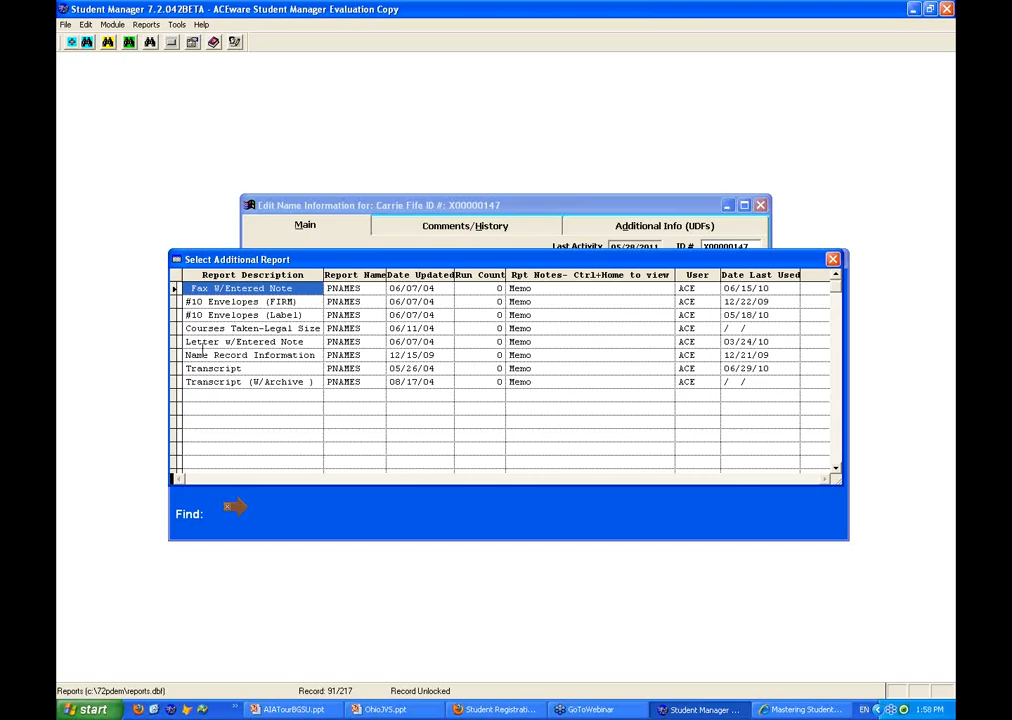 Student Manager 7.2.042BETA - ACEware Student Manager Evaluation Copy
File Edit Module Reports Tools Help
Edit Name Information for: Carrie Fife ID #: X00000147
Main Comments/History Additional Info (UDFs)
Last Activity 05/28/2011 ID # X00000147
Select Additional Report
Report Description Report Name Date Updated Run Count Rpt Notes- Ctrl+Home to view User Date Last Used
Fax W/Entered Note PNAMES 06/07/04 0 Memo ACE 06/15/10
#10 Envelopes (FIRM) PNAMES 06/07/04 0 Memo ACE 12/22/09
#10 Envelopes (Label) PNAMES 06/07/04 0 Memo ACE 05/18/10
Courses Taken-Legal Size PNAMES 06/11/04 0 Memo ACE / /
Letter w/Entered Note PNAMES 06/07/04 0 Memo ACE 03/24/10
Name Record Information PNAMES 12/15/09 0 Memo ACE 12/21/09
Transcript PNAMES 05/26/04 0 Memo ACE 06/29/10
Transcript (W/Archive ) PNAMES 08/17/04 0 Memo ACE / /
Find:
Reports (c:\72pdem\reports.dbf) Record: 91/217 Record Unlocked
start AIATourBGSU.ppt OhioJVS.ppt Student Registrati... GoToWebinar Student Manager ... Mastering Student... EN 1:58 PM